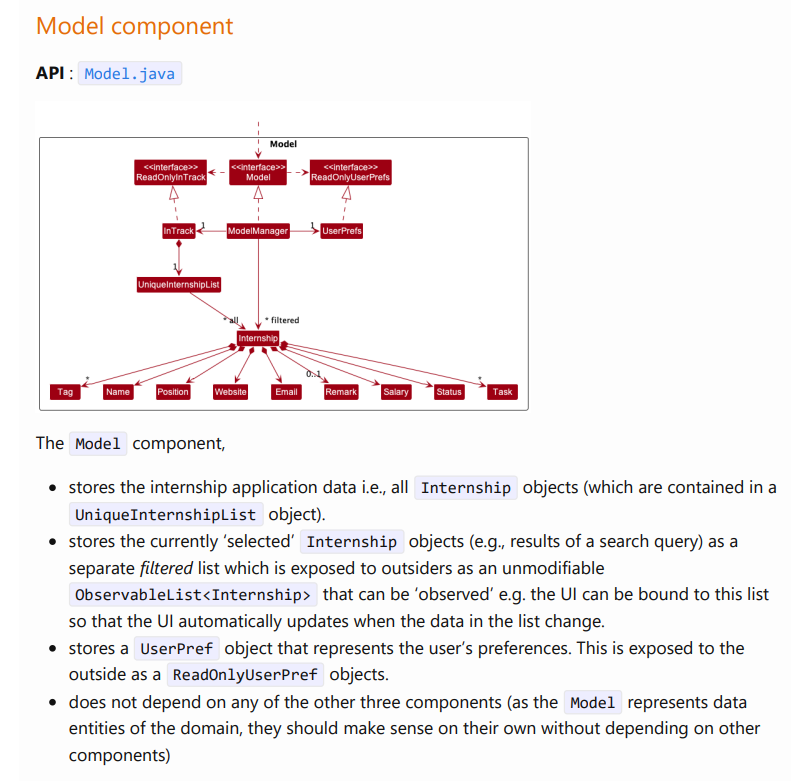 Model component
API : Model.java
Model
<<interface>> <<interface>> <<interface>>
ReadOnlyInTrack Model ReadOnlyUserPrefs
InTrack 1 ModelManager 1 UserPrefs
1
UniqueInternshipList
* all * filtered
Internship
* 0..1 *
Tag Name Position Website Email Remark Salary Status Task
The Model component,
• stores the internship application data i.e., all Internship objects (which are contained in a
UniqueInternshipList object).
• stores the currently ‘selected’ Internship objects (e.g., results of a search query) as a
separate filtered list which is exposed to outsiders as an unmodifiable
ObservableList<Internship> that can be ‘observed’ e.g. the UI can be bound to this list
so that the UI automatically updates when the data in the list change.
• stores a UserPref object that represents the user’s preferences. This is exposed to the
outside as a ReadOnlyUserPref objects.
• does not depend on any of the other three components (as the Model represents data
entities of the domain, they should make sense on their own without depending on other
components)